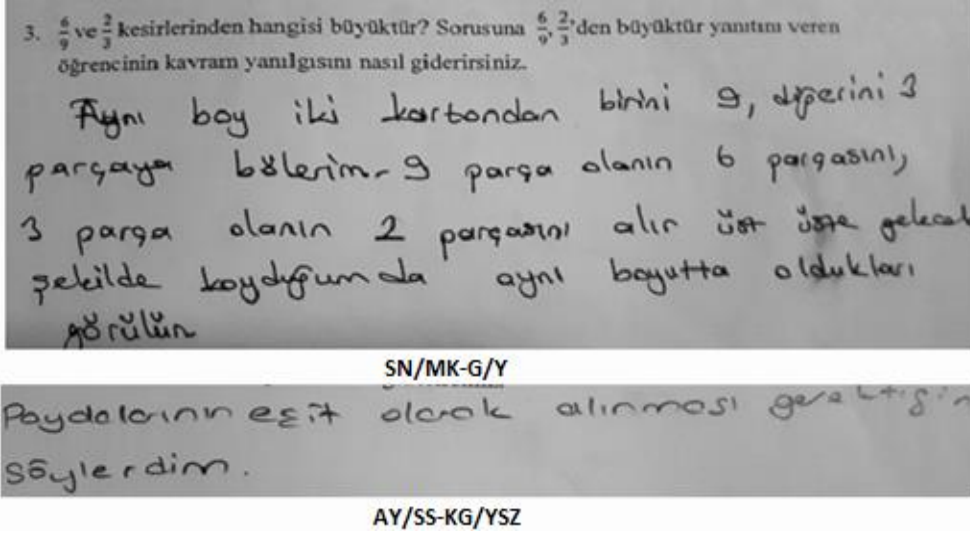 3. 6/9 ve 2/3 kesirlerinden hangisi büyüktür? Sorusuna 6/9, 2/3'den büyüktür yanıtını veren
öğrencinin kavram yanılgısını nasıl giderirsiniz.
Aynı boy iki kartondan birini 9, diğerini 3
parçaya bölerim. 9 parça olanın 6 parçasını,
3 parça olanın 2 parçasını alır üst üste gelecek
şekilde koyduğumda aynı boyutta oldukları
görülür
SN/MK-G/Y
Paydalarının eşit olarak alınması gerektiğin
söylerdim.
AY/SS-KG/YSZ